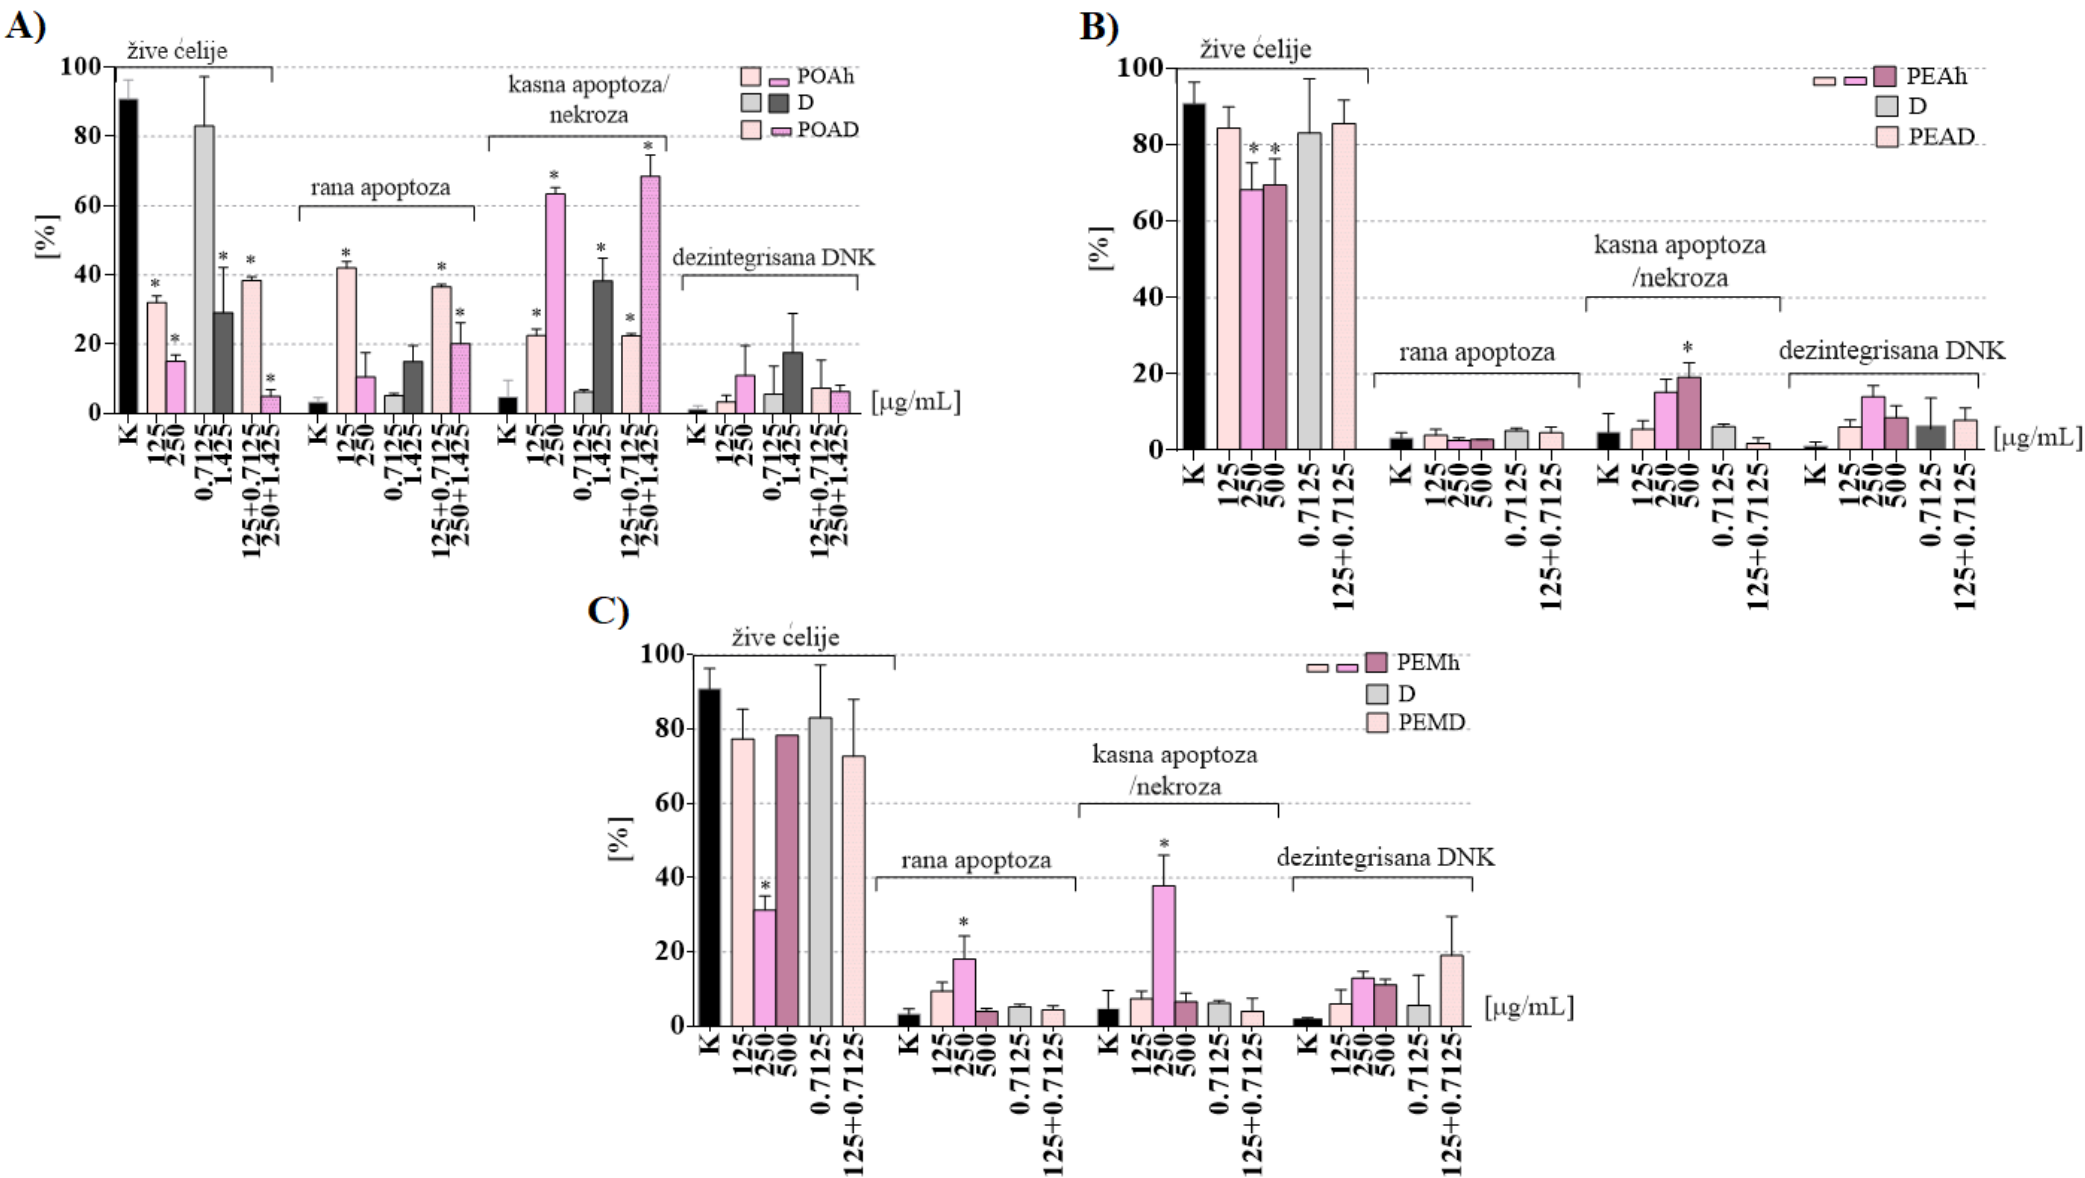 A)
žive ćelije
100
80
60
40
20
0
[%]
rana apoptoza
kasna apoptoza/
nekroza
dezintegrisana DNK
POAh
D
POAD
* * * * * * * * * * * * * *
[µg/mL]
K 125 250 0.7125 1.425 125+0.7125 250+1.425
K 125 250 0.7125 1.425 125+0.7125 250+1.425
K 125 250 0.7125 1.425 125+0.7125 250+1.425
K 125 250 0.7125 1.425 125+0.7125 250+1.425
B)
žive ćelije
100
80
60
40
20
0
[%]
rana apoptoza
kasna apoptoza
/nekroza
dezintegrisana DNK
PEAh
D
PEAD
* * *
[µg/mL]
K 125 250 500 0.7125 125+0.7125
K 125 250 500 0.7125 125+0.7125
K 125 250 500 0.7125 125+0.7125
K 125 250 500 0.7125 125+0.7125
C)
žive ćelije
100
80
60
40
20
0
[%]
rana apoptoza
kasna apoptoza
/nekroza
dezintegrisana DNK
PEMh
D
PEMD
* * *
[µg/mL]
K 125 250 500 0.7125 125+0.7125
K 125 250 500 0.7125 125+0.7125
K 125 250 500 0.7125 125+0.7125
K 125 250 500 0.7125 125+0.7125